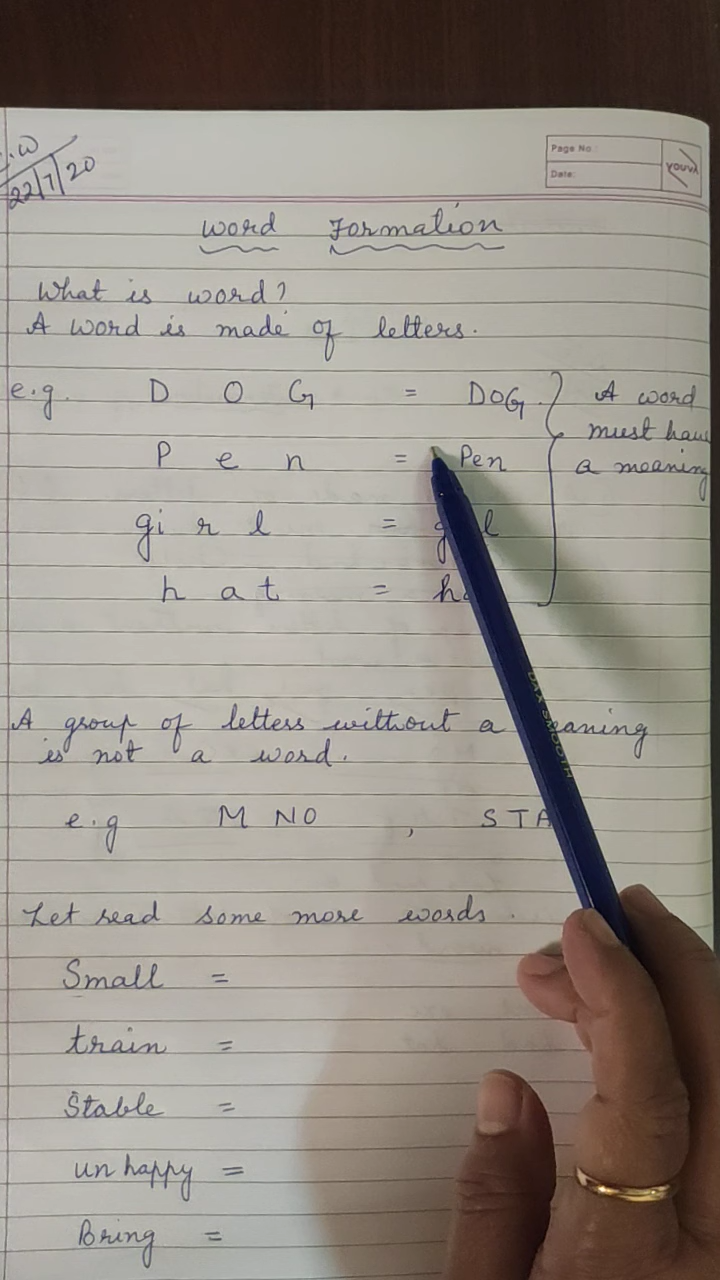 22/7/20
Page No.:
Date:
youva
Word Formation
What is word?
A word is made of letters.
e.g. D O G = DOG. A word
must have
P e n = Pen a meaning
gi r l =
h a t =
A group of letters without a meaning
is not a word.
e.g M NO , STA
Let read some more words.
Small =
train =
Stable =
un happy =
Bring =